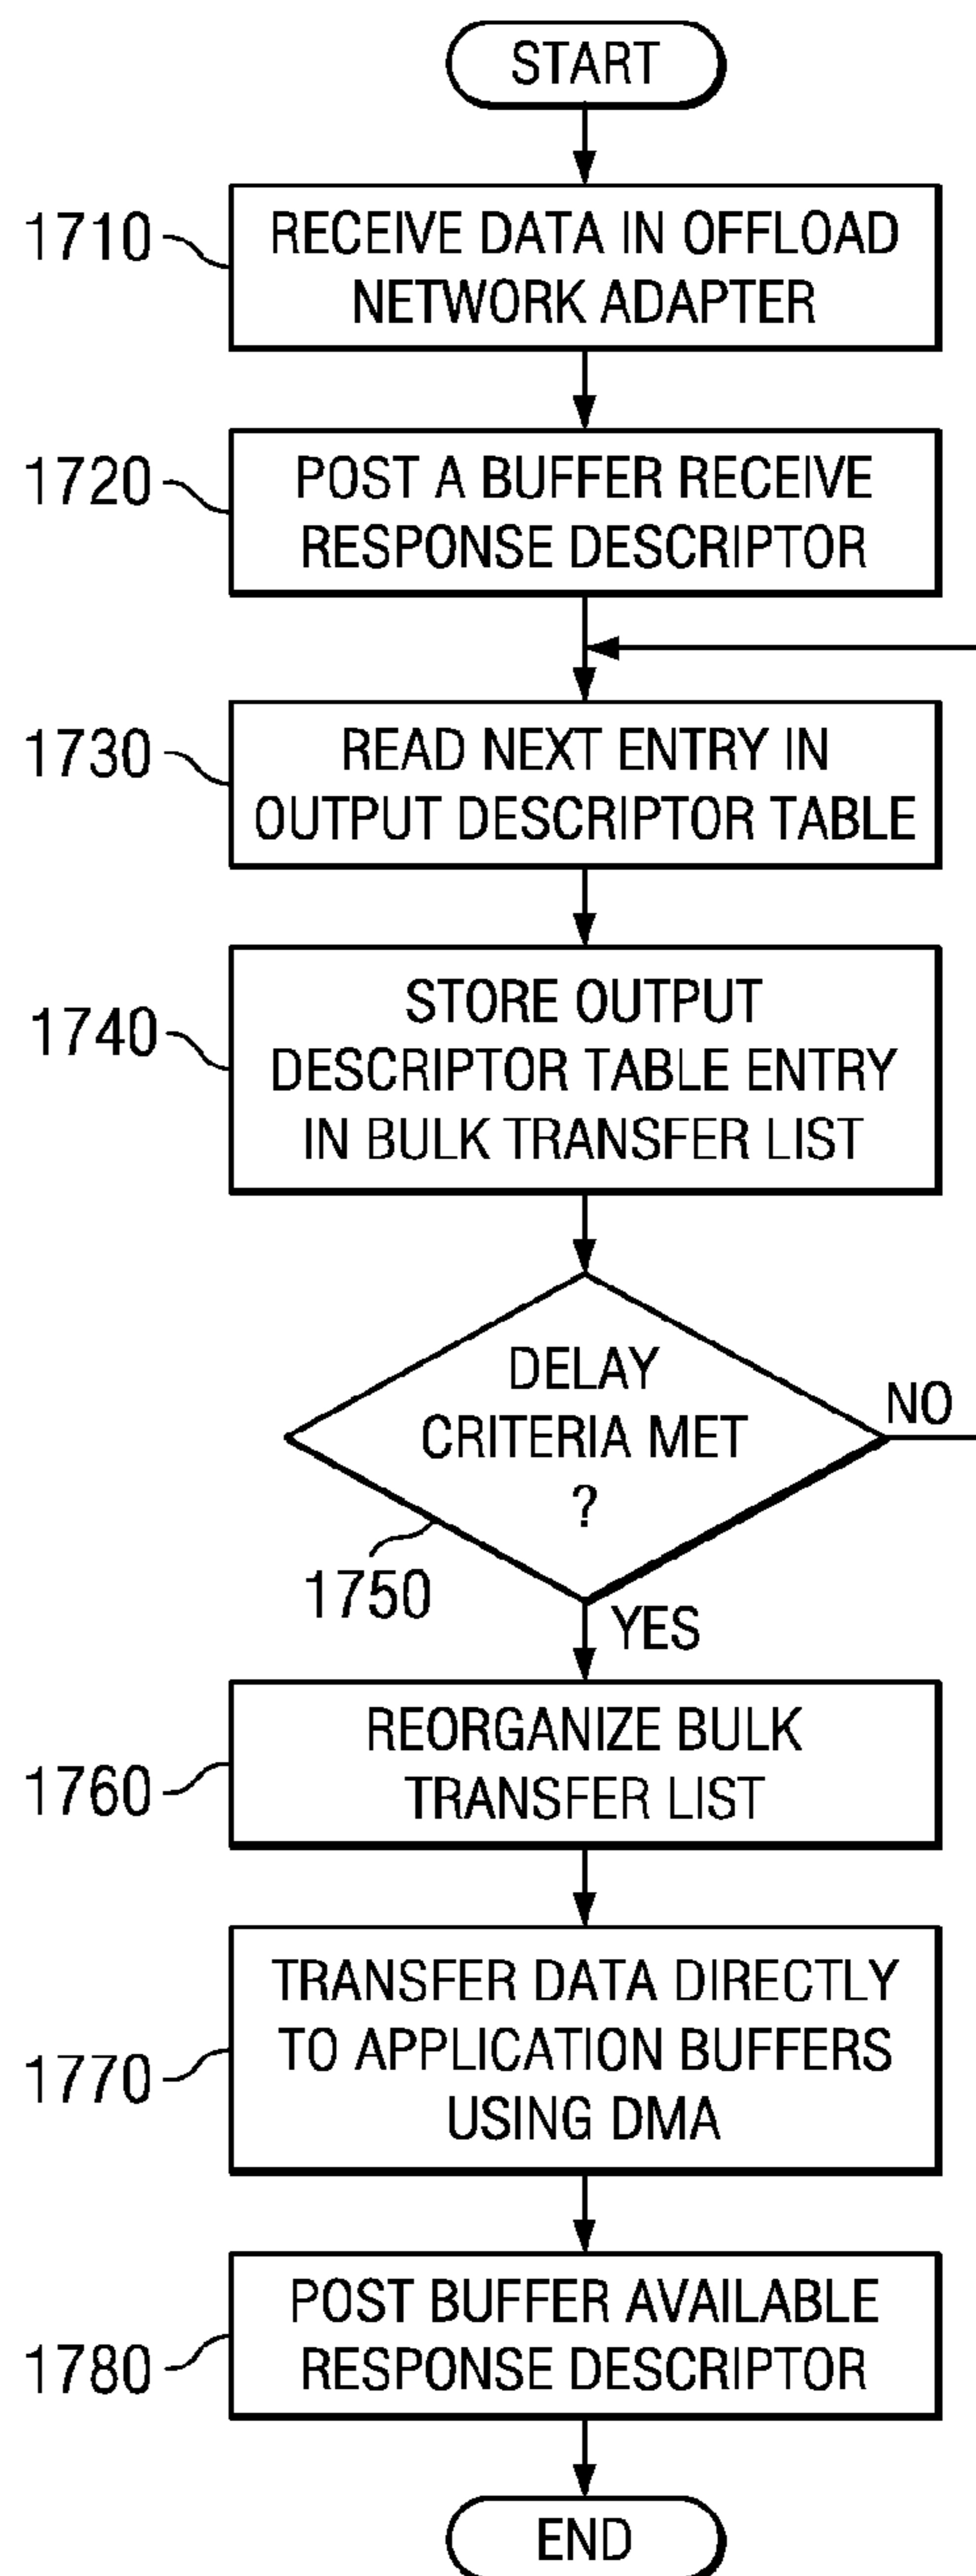 START
1710
RECEIVE DATA IN OFFLOAD
NETWORK ADAPTER
1720
POST A BUFFER RECEIVE
RESPONSE DESCRIPTOR
1730
READ NEXT ENTRY IN
OUTPUT DESCRIPTOR TABLE
1740
STORE OUTPUT
DESCRIPTOR TABLE ENTRY
IN BULK TRANSFER LIST
DELAY
CRITERIA MET
?
NO
1750
YES
1760
REORGANIZE BULK
TRANSFER LIST
1770
TRANSFER DATA DIRECTLY
TO APPLICATION BUFFERS
USING DMA
1780
POST BUFFER AVAILABLE
RESPONSE DESCRIPTOR
END